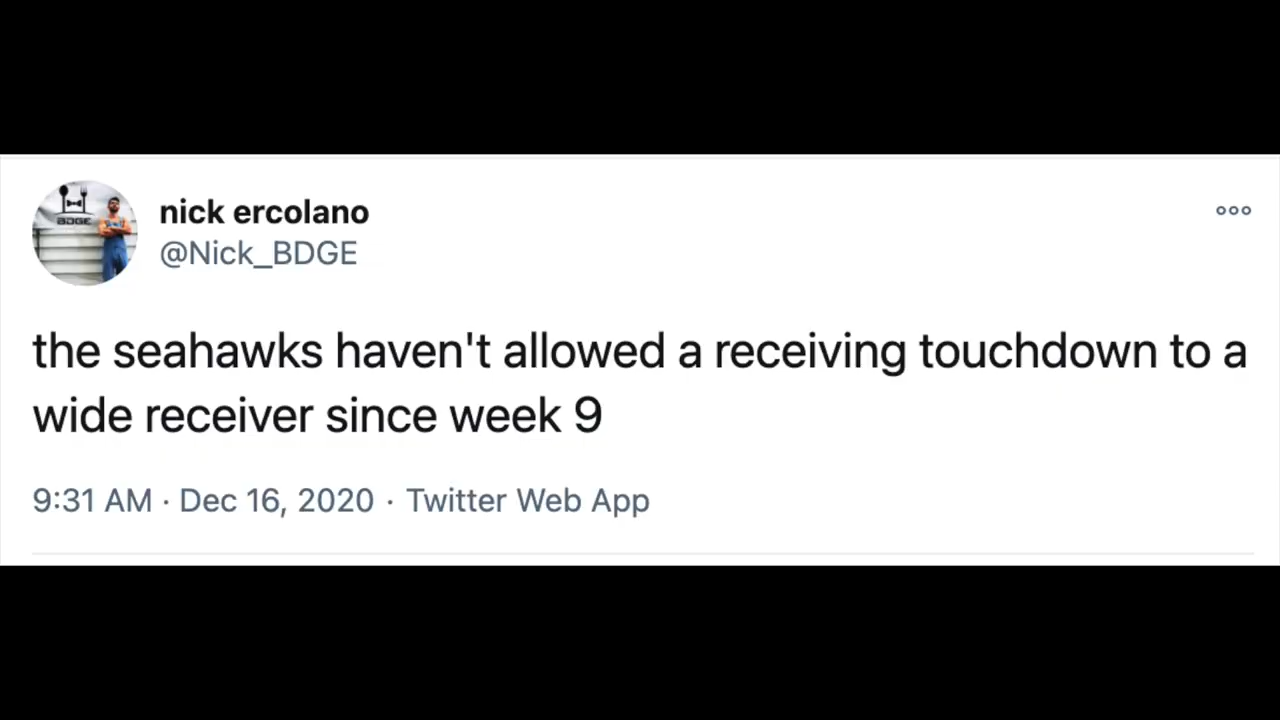 BDGE
nick ercolano
@Nick_BDGE
the seahawks haven't allowed a receiving touchdown to a
wide receiver since week 9
9:31 AM · Dec 16, 2020 · Twitter Web App